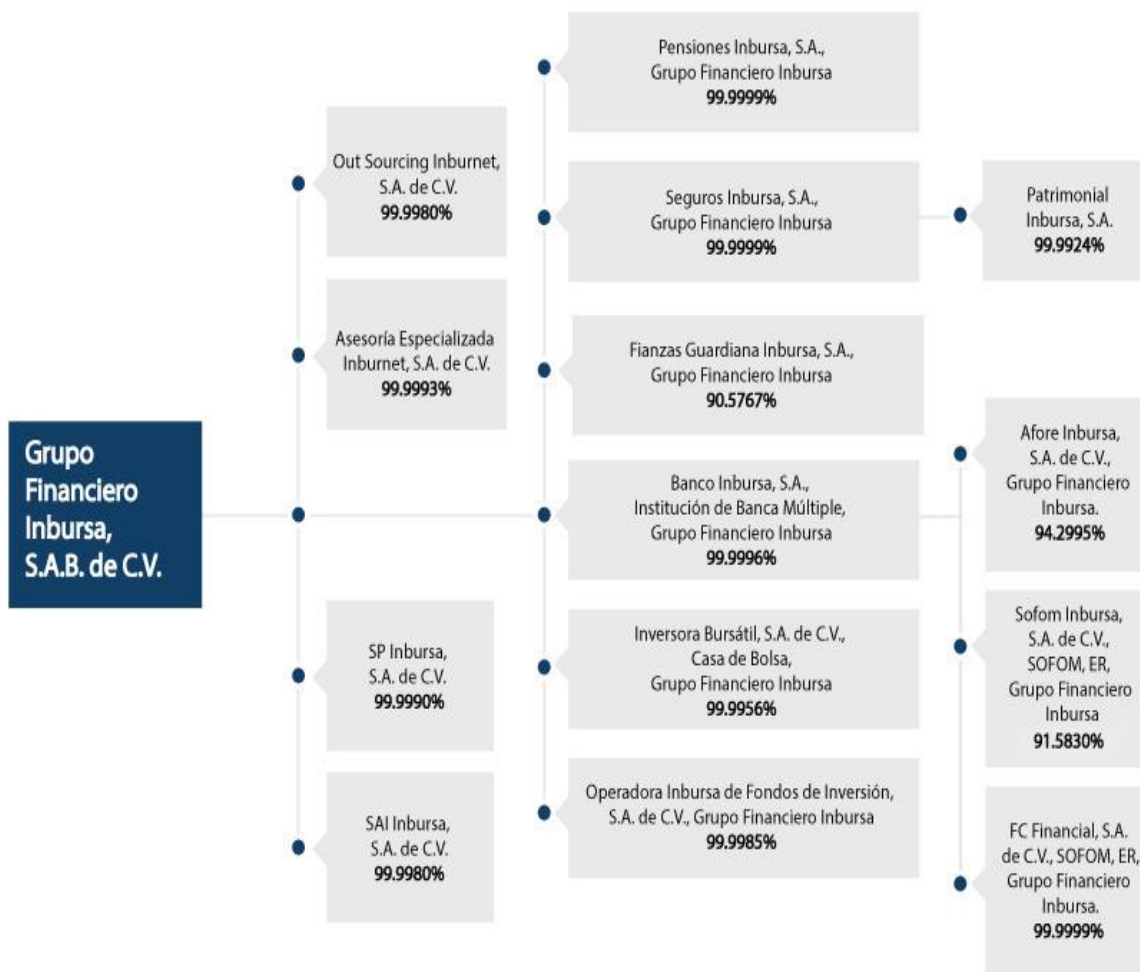 Grupo
Financiero
Inbursa,
S.A.B. de C.V.
Out Sourcing Inburnet,
S.A. de C.V.
99.9980%
Asesoría Especializada
Inburnet, S.A. de C.V.
99.9993%
SP Inbursa,
S.A. de C.V.
99.9990%
SAI Inbursa,
S.A. de C.V.
99.9980%
Pensiones Inbursa, S.A.,
Grupo Financiero Inbursa
99.9999%
Seguros Inbursa, S.A.,
Grupo Financiero Inbursa
99.9999%
Fianzas Guardiana Inbursa, S.A.,
Grupo Financiero Inbursa
90.5767%
Banco Inbursa, S.A.,
Institución de Banca Múltiple,
Grupo Financiero Inbursa
99.9996%
Inversora Bursátil, S.A. de C.V.,
Casa de Bolsa,
Grupo Financiero Inbursa
99.9956%
Operadora Inbursa de Fondos de Inversión,
S.A. de C.V., Grupo Financiero Inbursa
99.9985%
Patrimonial
Inbursa, S.A.
99.9924%
Afore Inbursa,
S.A. de C.V.,
Grupo Financiero
Inbursa.
94.2995%
Sofom Inbursa,
S.A. de C.V.,
SOFOM, ER,
Grupo Financiero
Inbursa
91.5830%
FC Financial, S.A.
de C.V., SOFOM, ER,
Grupo Financiero
Inbursa.
99.9999%